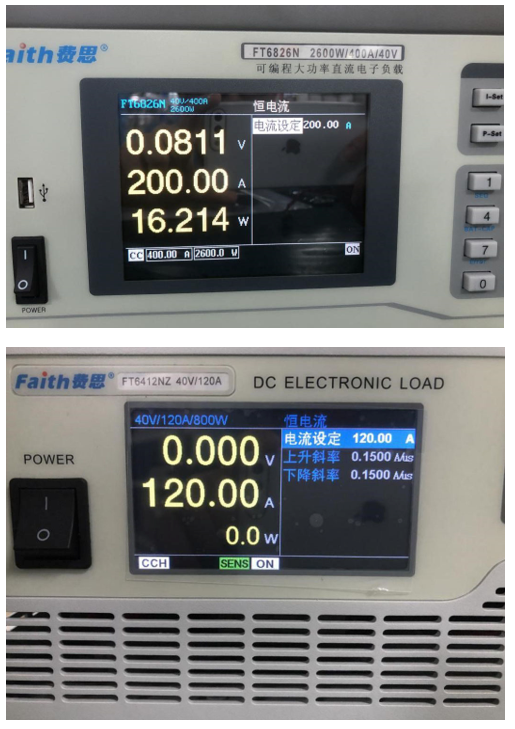 aith费思®
FT6826N 2600W/400A/40V
可编程大功率直流电子负载
FT6826N 40V/400A 2600W
恒电流
电流设定 200.00 A
0.0811 V
200.00 A
16.214 W
CC 400.00 A 2600.0 W ON
POWER
I-Set
P-Set
1
4
7
0
Faith费思® FT6412NZ 40V/120A DC ELECTRONIC LOAD
40V/120A/800W
恒电流
电流设定 120.00 A
上升斜率 0.1500 A/us
下降斜率 0.1500 A/us
0.000 V
120.00 A
0.0 W
CCH SENS ON
POWER